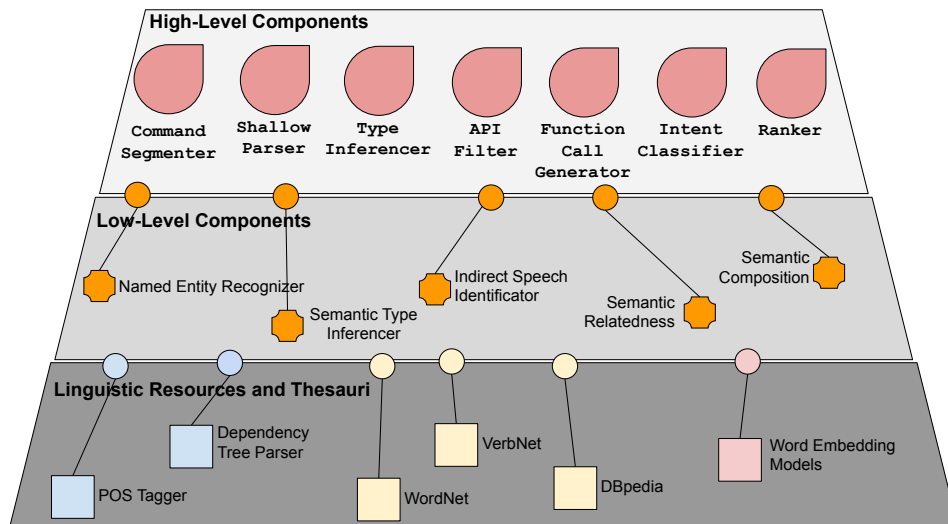 High-Level Components
Command
Segmenter
Shallow
Parser
Type
Inferencer
API
Filter
Function
Call
Generator
Intent
Classifier
Ranker
Low-Level Components
Named Entity Recognizer
Semantic Type
Inferencer
Indirect Speech
Identificator
Semantic
Relatedness
Semantic
Composition
Linguistic Resources and Thesauri
POS Tagger
Dependency
Tree Parser
WordNet
VerbNet
DBpedia
Word Embedding
Models